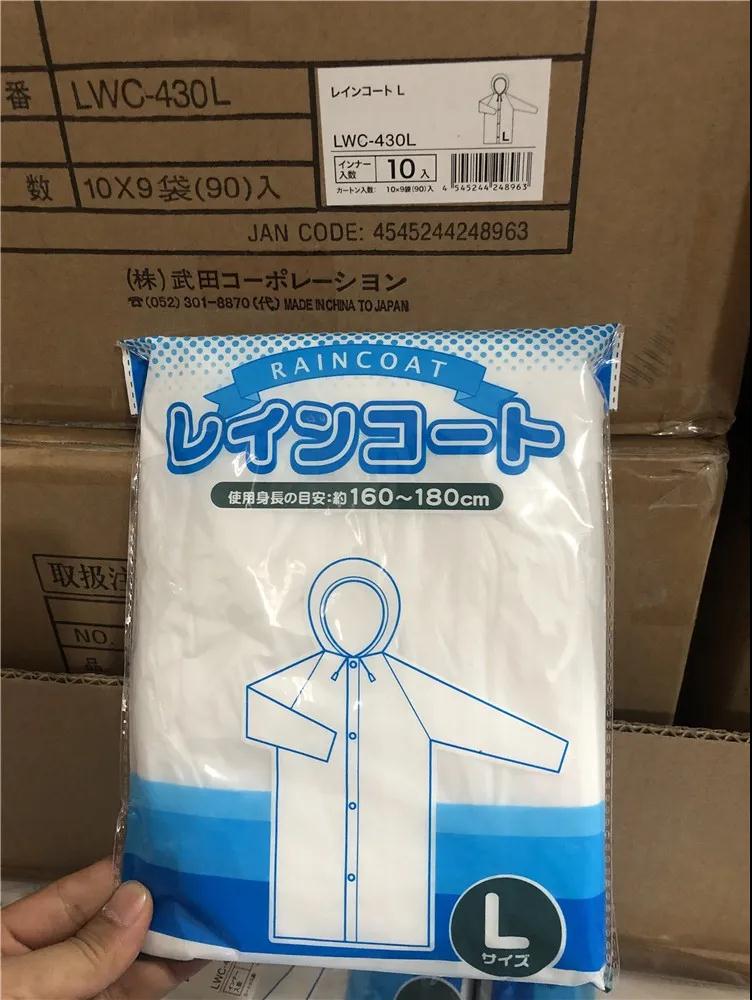 番 LWC-430L
数 10×9袋(90)入
レインコート L
L
LWC-430L
インナー入数 10入
カートン入数: 10×9袋(90)入
4 545244 248963
JAN CODE: 4545244248963
(株)武田コーポレーション
☎(052)301-8870(代) MADE IN CHINA TO JAPAN
RAINCOAT
レインコート
使用身長の目安:約160～180cm
取扱注
NO.
品
L
サイズ
LWC-4